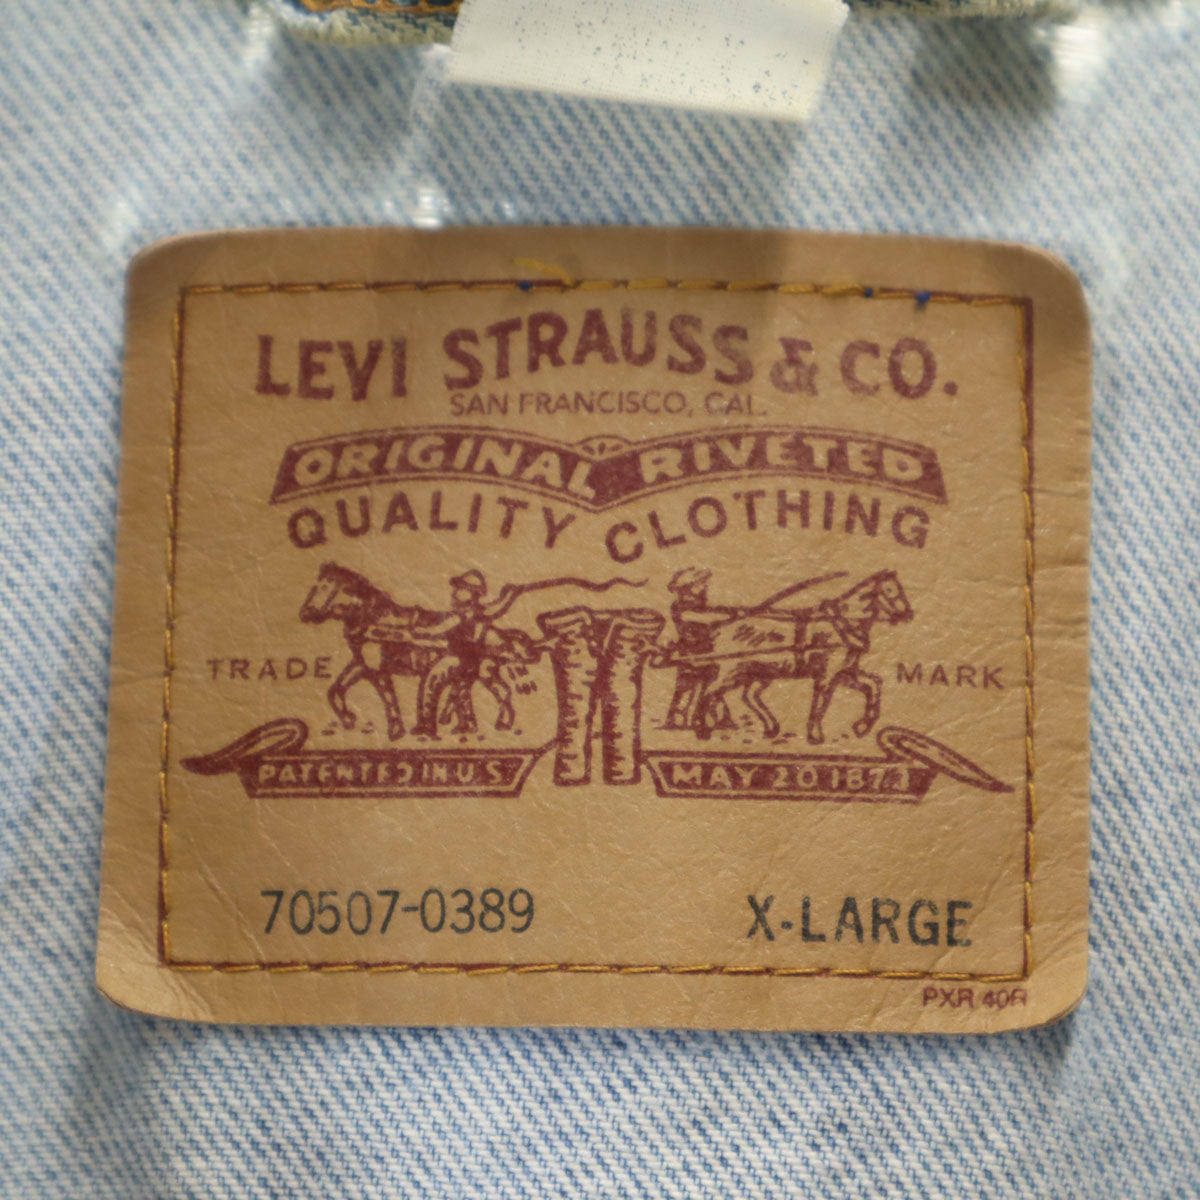 LEVI STRAUSS & CO.
SAN FRANCISCO, CAL.
ORIGINAL RIVETED
QUALITY CLOTHING
TRADE MARK
PATENTED IN U S MAY 20 1873
70507-0389 X-LARGE
PXR 40R